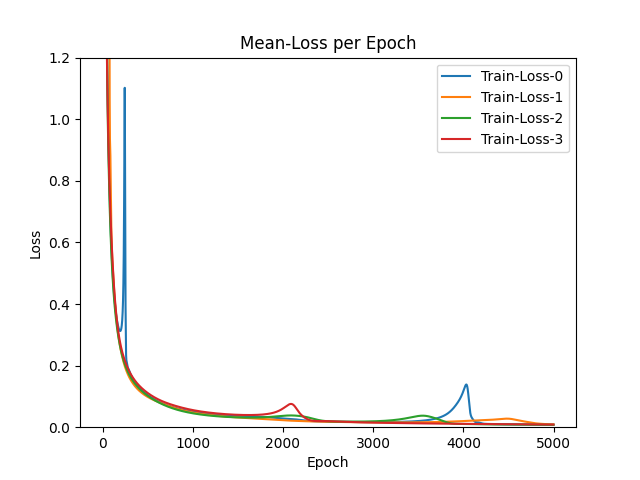 Mean-Loss per Epoch
1.2
1.0
0.8
0.6
0.4
0.2
0.0
Loss
Train-Loss-0
Train-Loss-1
Train-Loss-2
Train-Loss-3
0 1000 2000 3000 4000 5000
Epoch